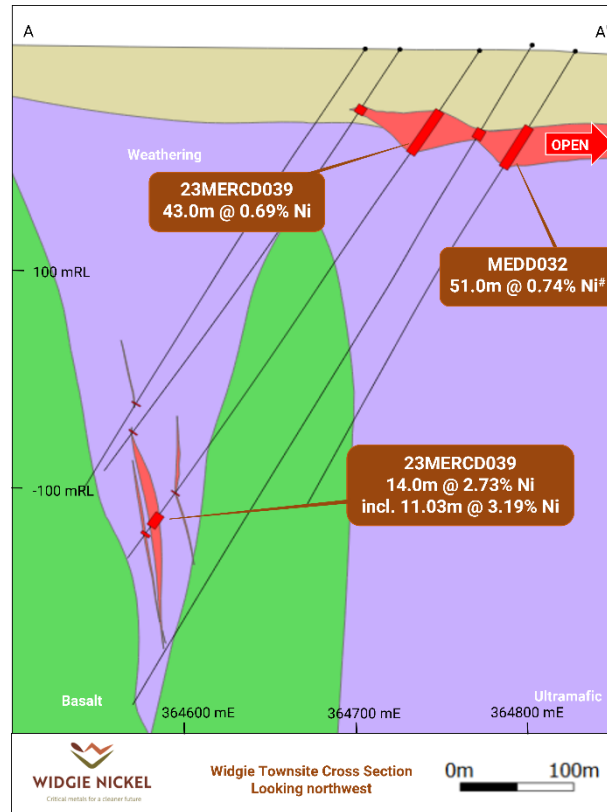 A
A'
Weathering
OPEN
23MERCD039
43.0m @ 0.69% Ni
MEDD032
51.0m @ 0.74% Ni#
100 mRL
-100 mRL
23MERCD039
14.0m @ 2.73% Ni
incl. 11.03m @ 3.19% Ni
Basalt
Ultramafic
364600 mE
364700 mE
364800 mE
WIDGIE NICKEL
Critical metals for a cleaner future
Widgie Townsite Cross Section
Looking northwest
0m
100m